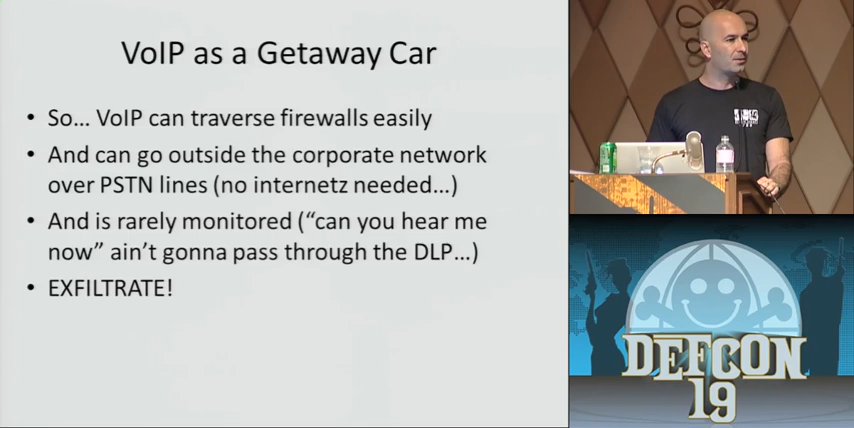 VoIP as a Getaway Car
• So... VoIP can traverse firewalls easily
• And can go outside the corporate network
over PSTN lines (no internetz needed...)
• And is rarely monitored (“can you hear me
now” ain’t gonna pass through the DLP...)
• EXFILTRATE!
DEFCON
19